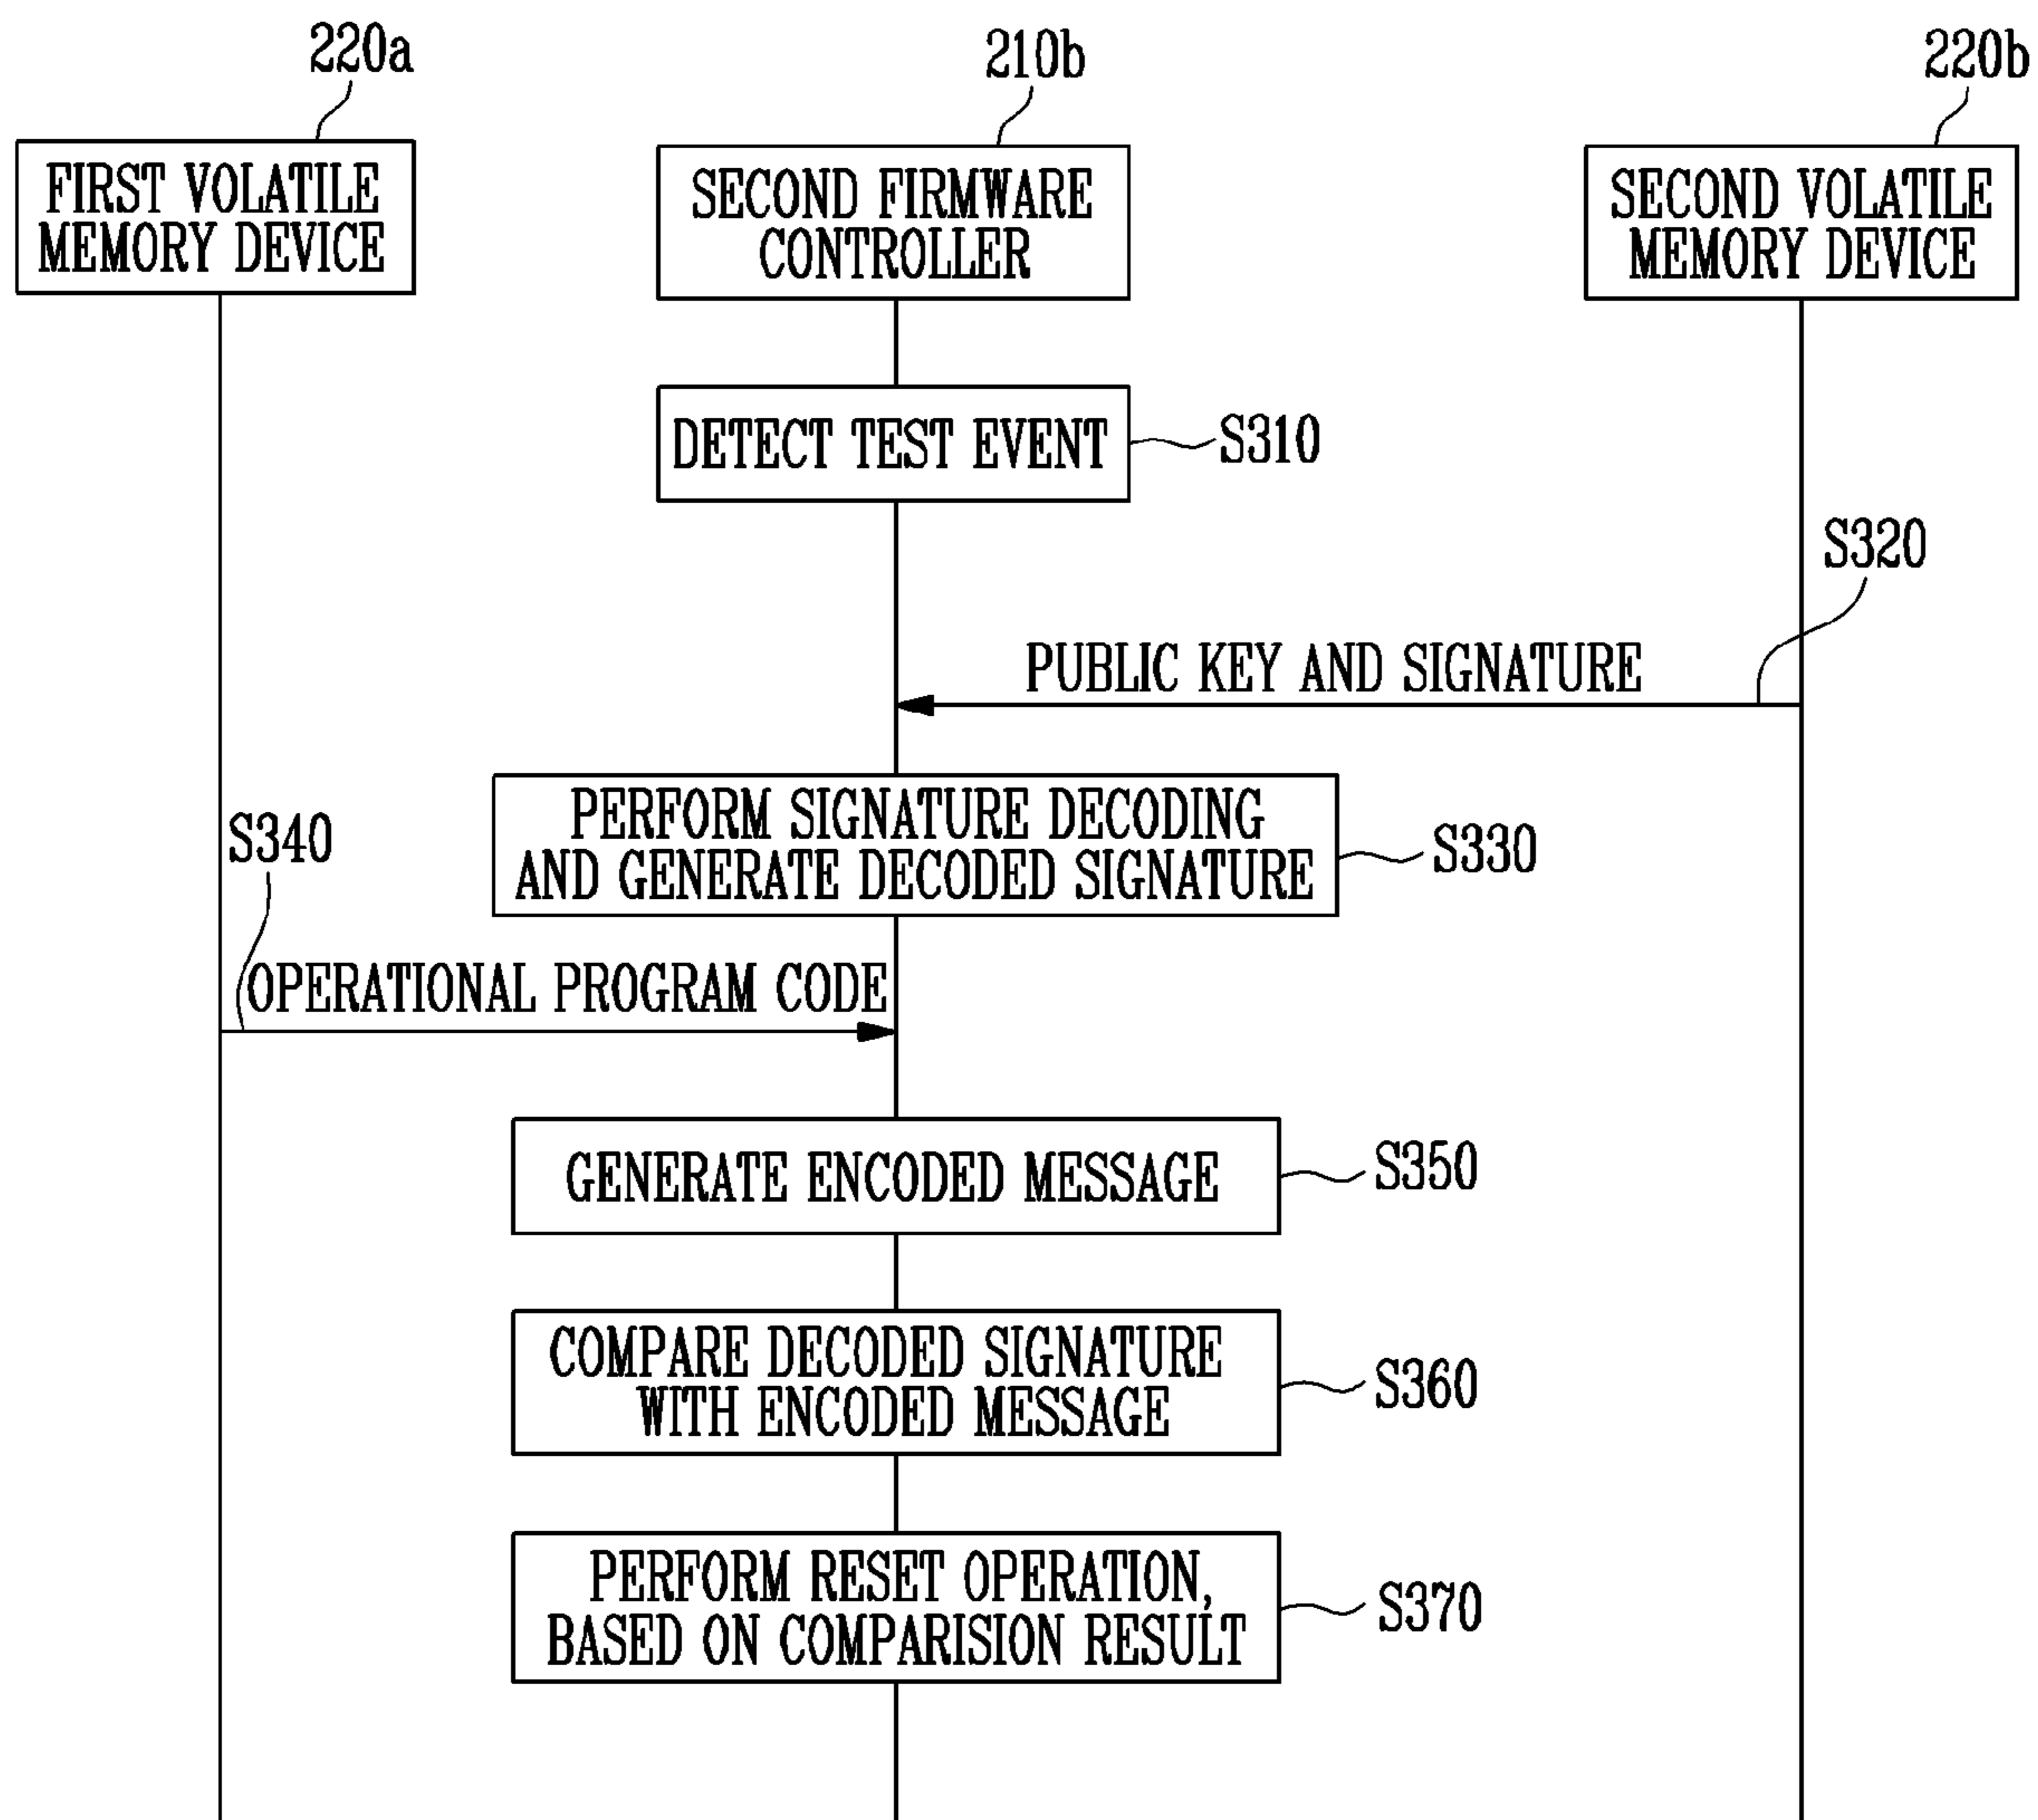 220a
210b
220b
FIRST VOLATILE
MEMORY DEVICE
SECOND FIRMWARE
CONTROLLER
SECOND VOLATILE
MEMORY DEVICE
DETECT TEST EVENT
S310
S320
PUBLIC KEY AND SIGNATURE
PERFORM SIGNATURE DECODING
AND GENERATE DECODED SIGNATURE
S330
S340
OPERATIONAL PROGRAM CODE
GENERATE ENCODED MESSAGE
S350
COMPARE DECODED SIGNATURE
WITH ENCODED MESSAGE
S360
PERFORM RESET OPERATION,
BASED ON COMPARISION RESULT
S370